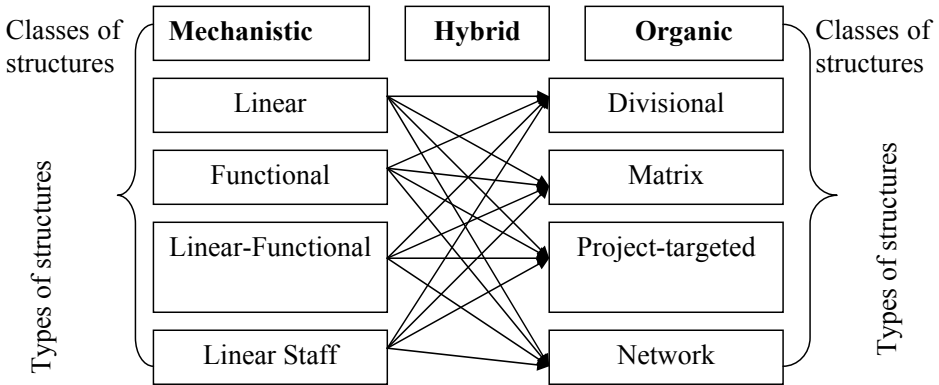 Classes of
structures
Mechanistic
Hybrid
Organic
Classes of
structures
Linear
Divisional
Functional
Matrix
Linear-Functional
Project-targeted
Linear Staff
Network
Types of structures
Types of structures